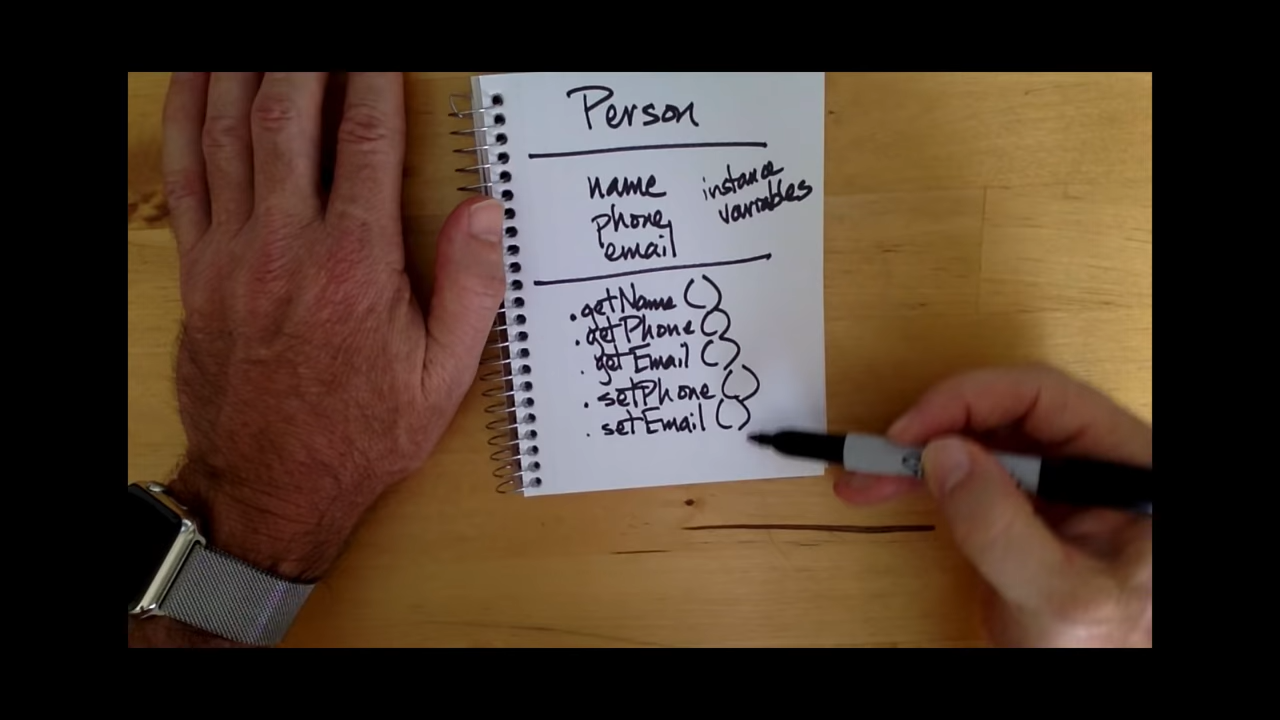 Person
name
phone
email
instance
variables
.getName ()
.getPhone ()
.getEmail ()
.setPhone ()
.setEmail ()